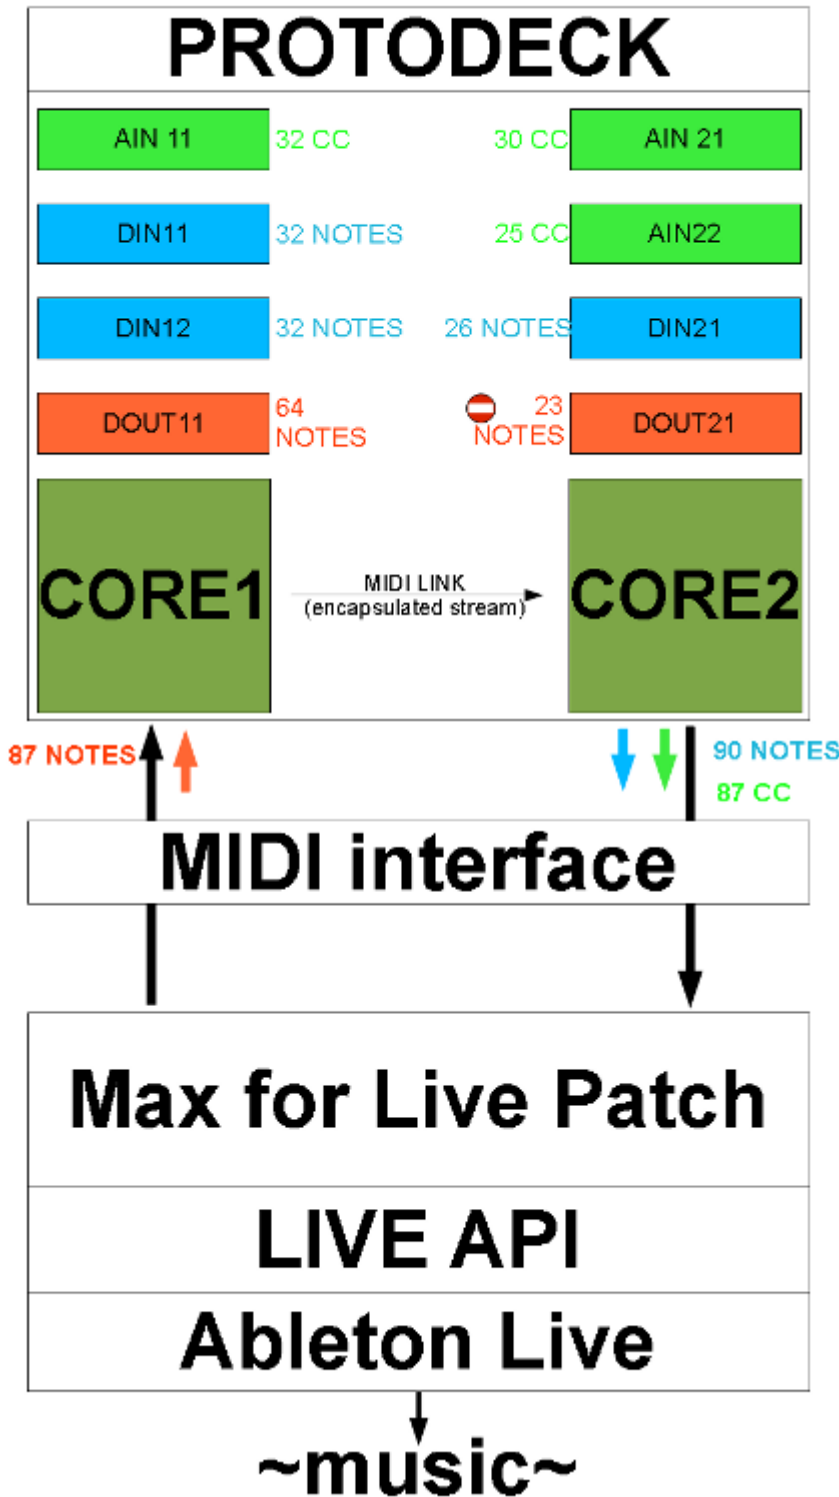 PROTODECK
AIN 11
32 CC
30 CC
AIN 21
DIN11
32 NOTES
25 CC
AIN22
DIN12
32 NOTES
26 NOTES
DIN21
DOUT11
64
NOTES
23
NOTES
DOUT21
CORE1
MIDI LINK
(encapsulated stream)
CORE2
87 NOTES
90 NOTES
87 CC
MIDI interface
Max for Live Patch
LIVE API
Ableton Live
~music~